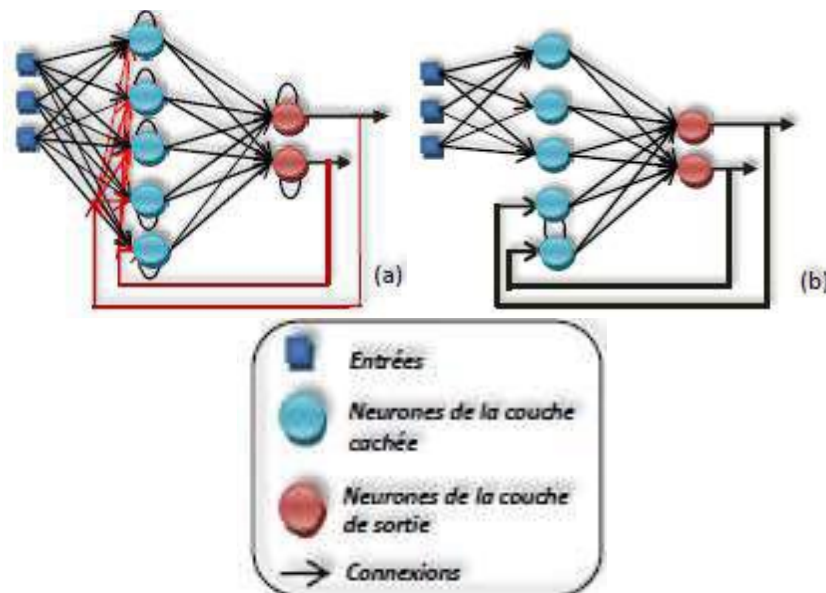 (a)
(b)
Entrées
Neurones de la couche
cachée
Neurones de la couche
de sortie
Connexions